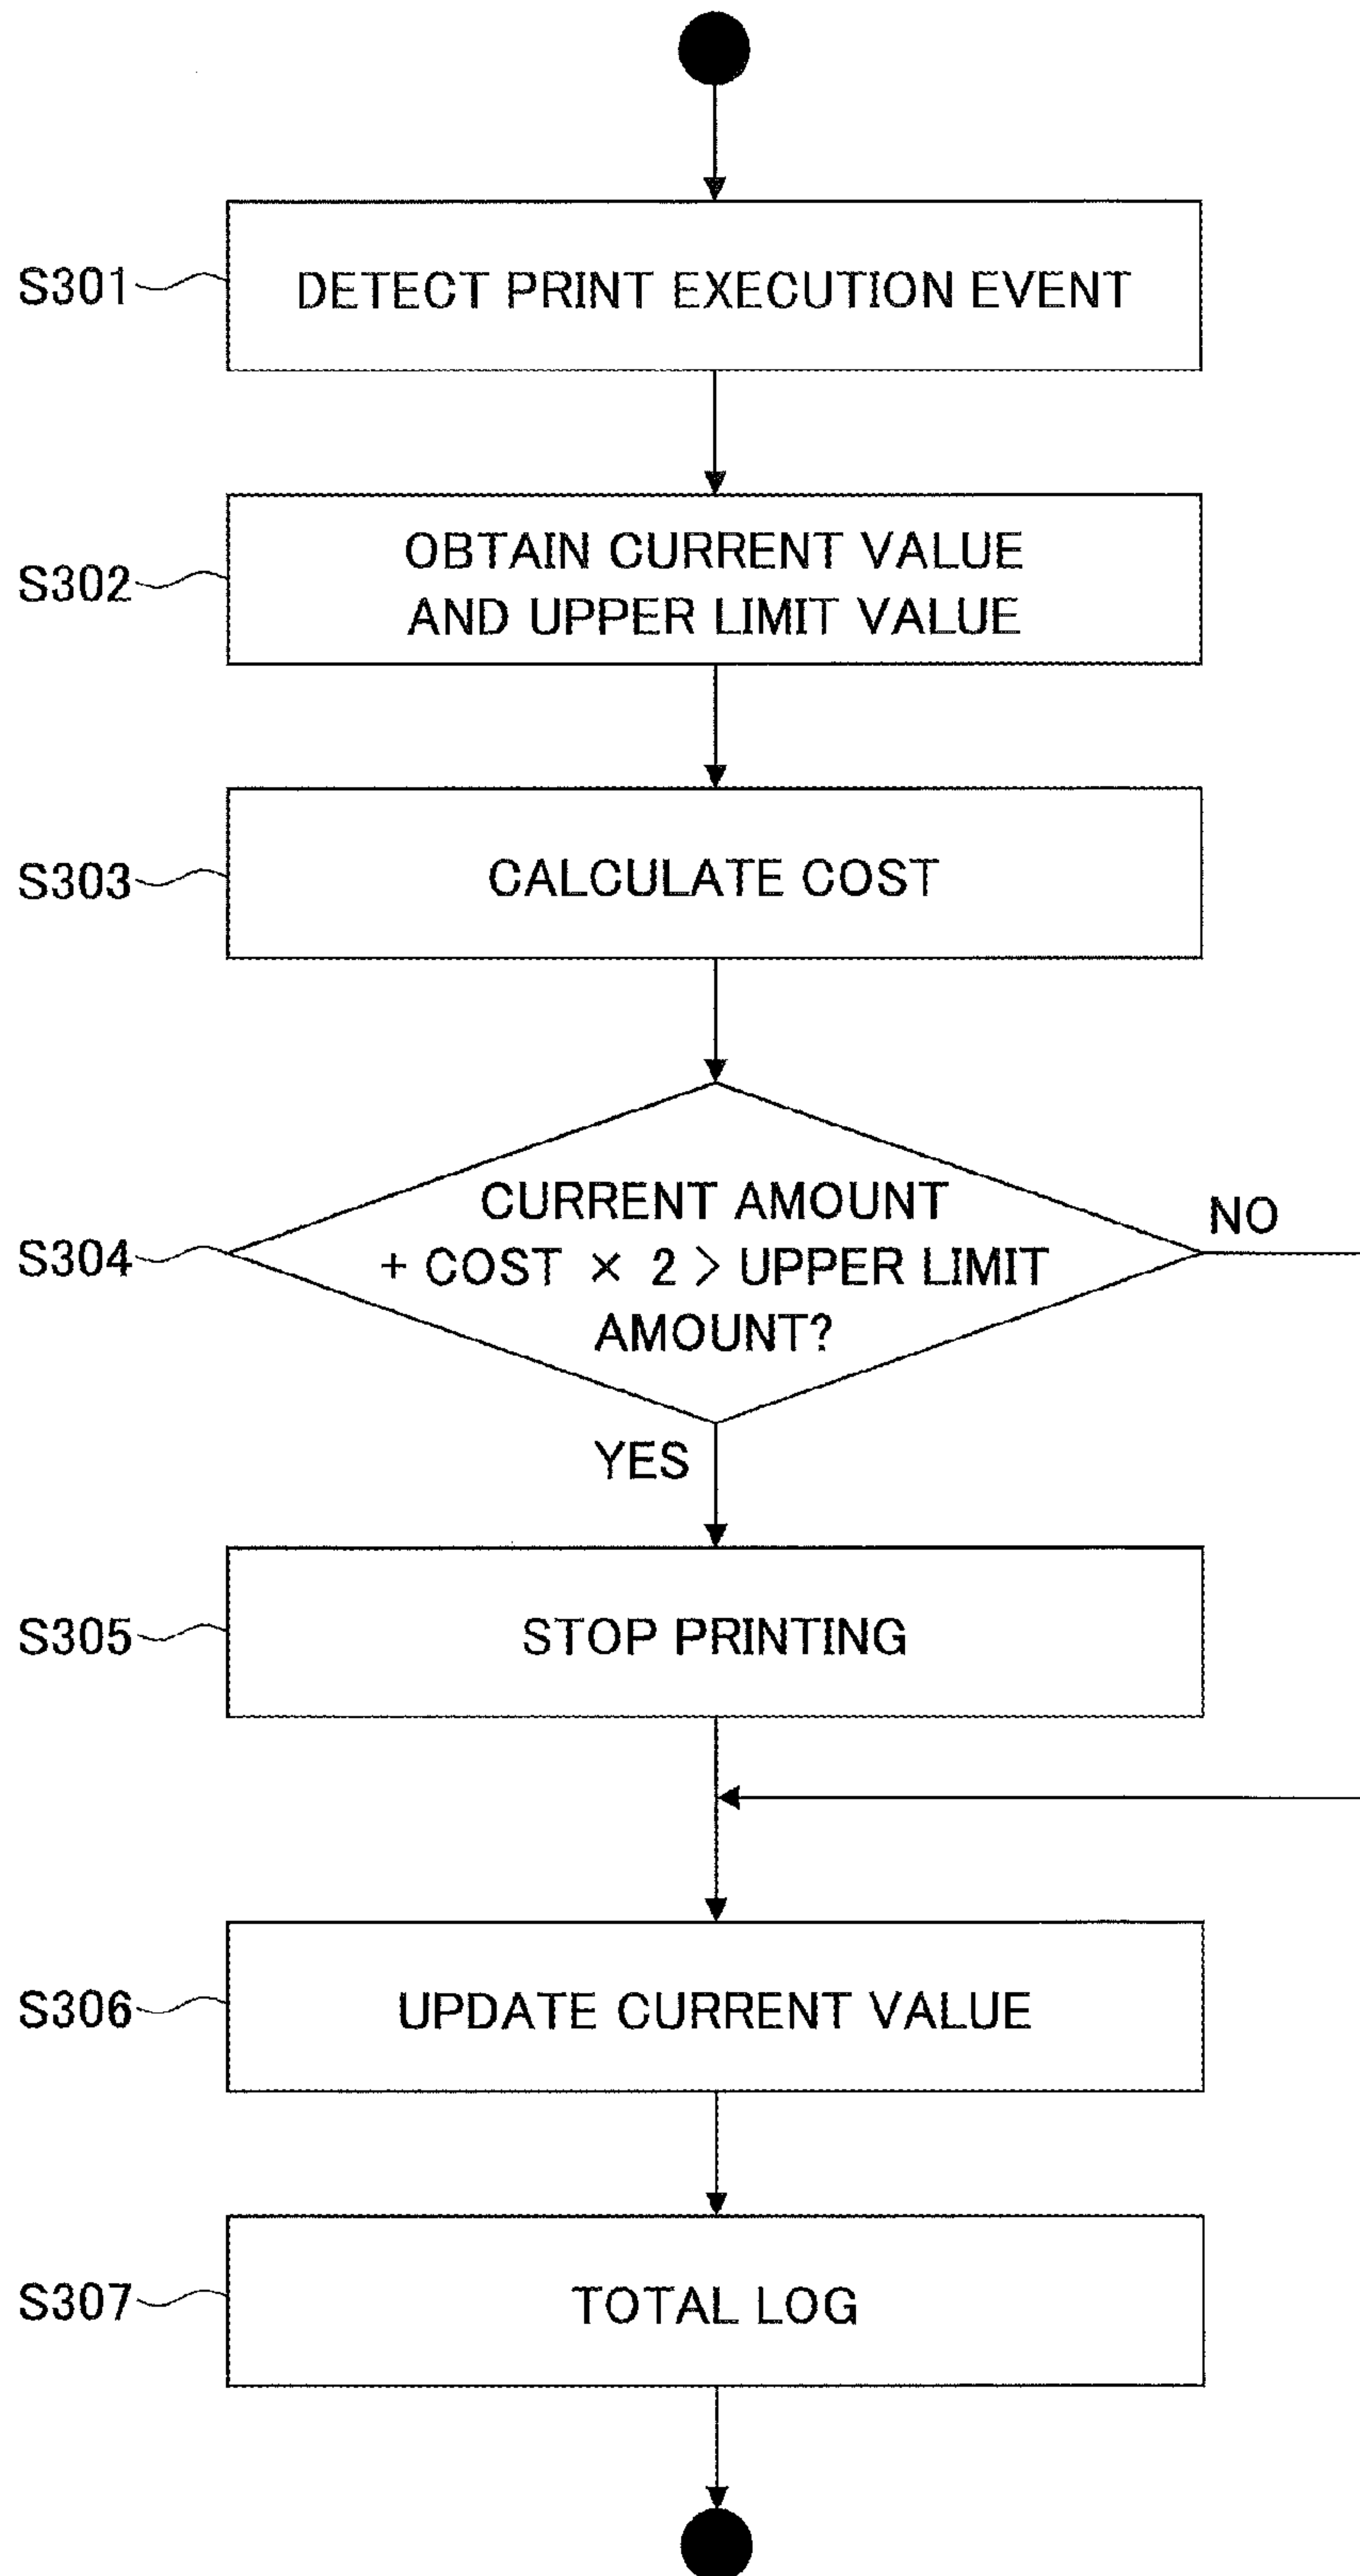 S301
DETECT PRINT EXECUTION EVENT
S302
OBTAIN CURRENT VALUE
AND UPPER LIMIT VALUE
S303
CALCULATE COST
S304
CURRENT AMOUNT
+ COST × 2 > UPPER LIMIT
AMOUNT?
NO
YES
S305
STOP PRINTING
S306
UPDATE CURRENT VALUE
S307
TOTAL LOG